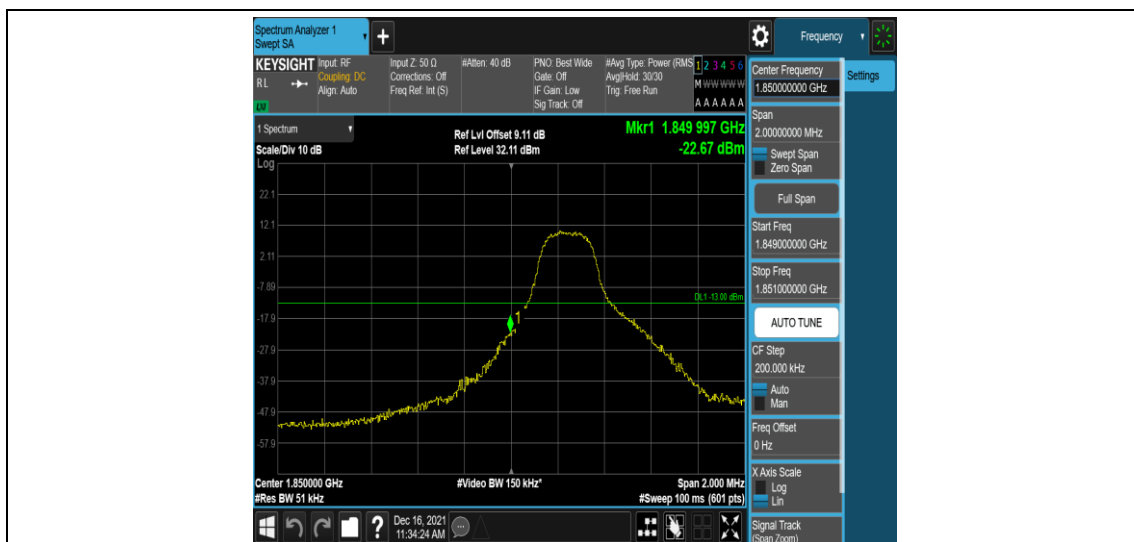 Spectrum Analyzer 1
Swept SA
+
Frequency
KEYSIGHT
RL
LXI
Input: RF
Coupling: DC
Align: Auto
Input Z: 50 Ω
Corrections: Off
Freq Ref: Int (S)
#Atten: 40 dB
PNO: Best Wide
Gate: Off
IF Gain: Low
Sig Track: Off
#Avg Type: Power (RMS
Avg|Hold: 30/30
Trig: Free Run
1 2 3 4 5 6
M W W W W W
A A A A A A
1 Spectrum
Scale/Div 10 dB
Log
Ref Lvl Offset 9.11 dB
Ref Level 32.11 dBm
Mkr1 1.849 997 GHz
-22.67 dBm
22.1
12.1
2.11
-7.89
-17.9
-27.9
-37.9
-47.9
-57.9
DL1 -13.00 dBm
1
Center 1.850000 GHz
#Res BW 51 kHz
#Video BW 150 kHz*
Span 2.000 MHz
#Sweep 100 ms (601 pts)
?
Dec 16, 2021
11:34:24 AM
Center Frequency
1.850000000 GHz
Settings
Span
2.00000000 MHz
Swept Span
Zero Span
Full Span
Start Freq
1.849000000 GHz
Stop Freq
1.851000000 GHz
AUTO TUNE
CF Step
200.000 kHz
Auto
Man
Freq Offset
0 Hz
X Axis Scale
Log
Lin
Signal Track
(Span Zoom)